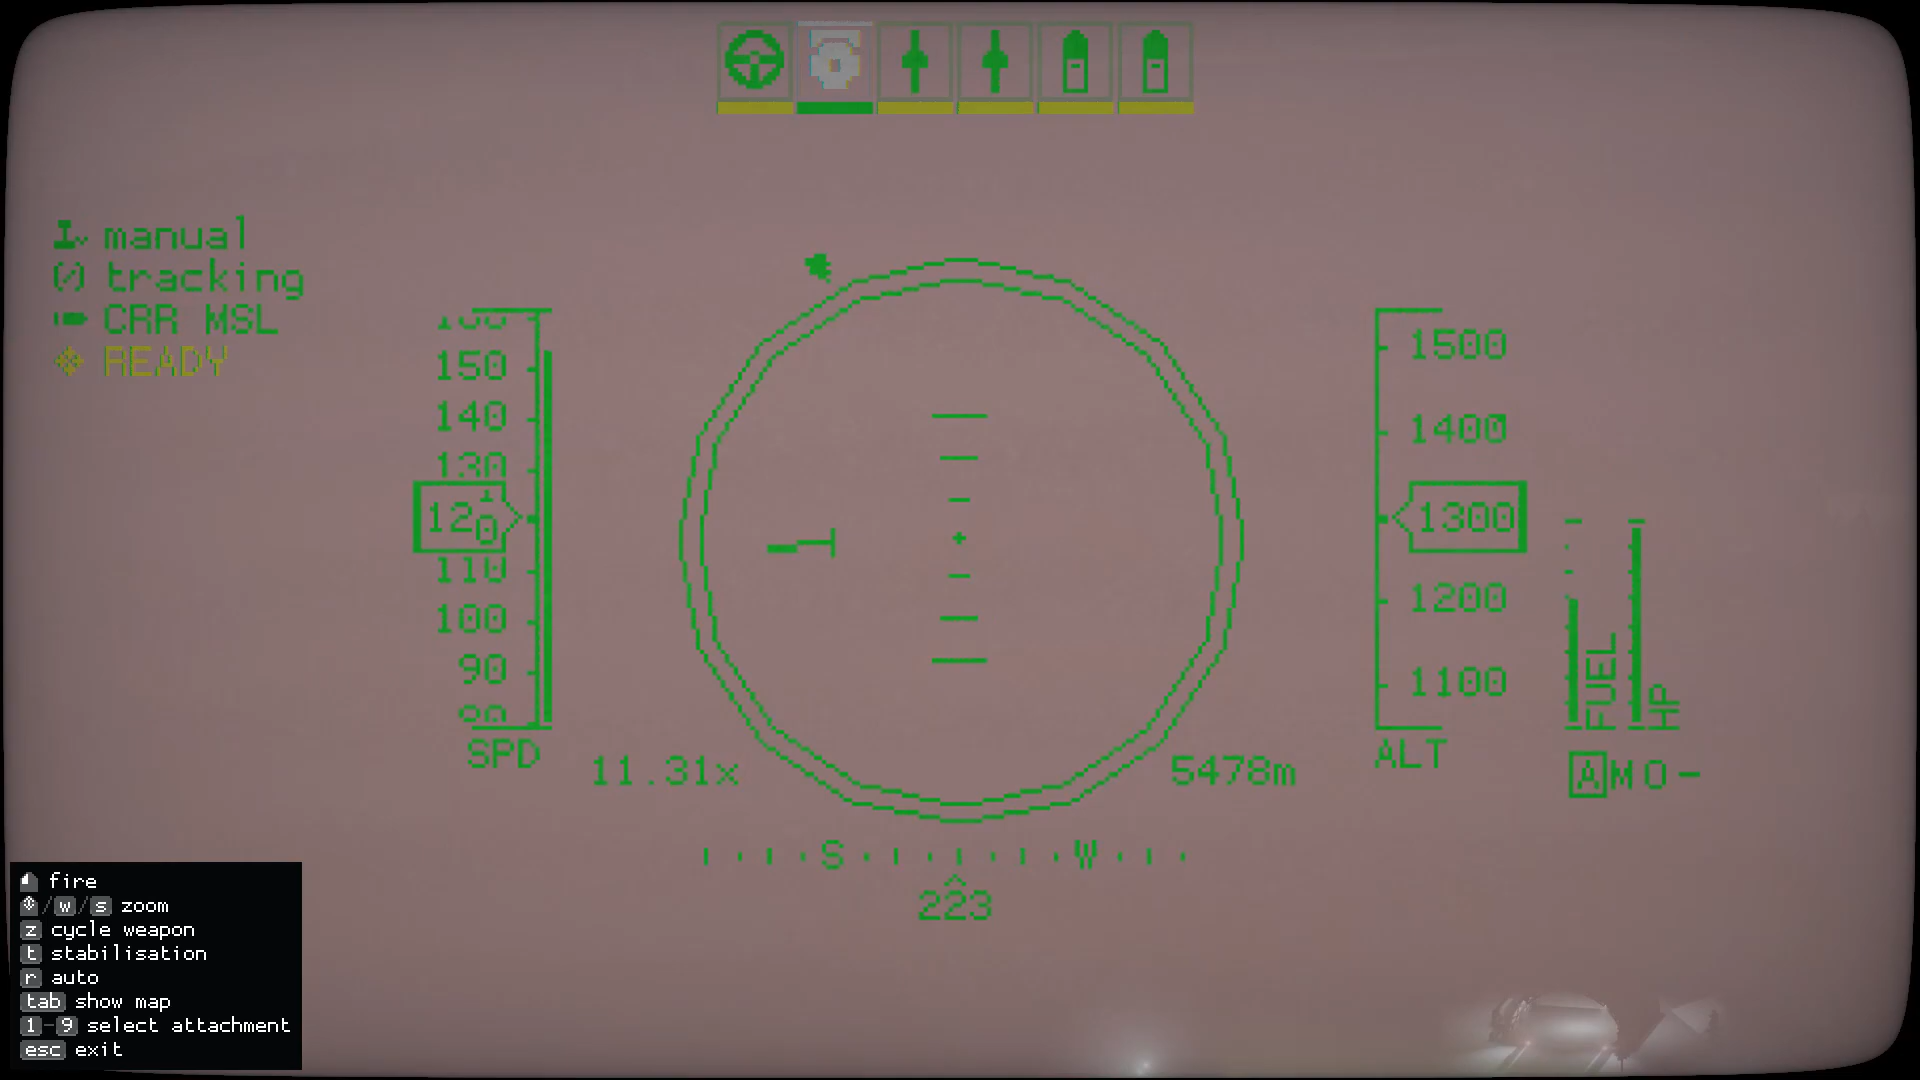 manual
tracking
CRR MSL
READY
150
140
130
120
110
100
90
SPD
11.31x
1500
1400
1300
1200
1100
ALT
5478m
FUEL
HP
A M O -
S W
223
fire
/w/s zoom
z cycle weapon
t stabilisation
r auto
tab show map
1-9 select attachment
esc exit